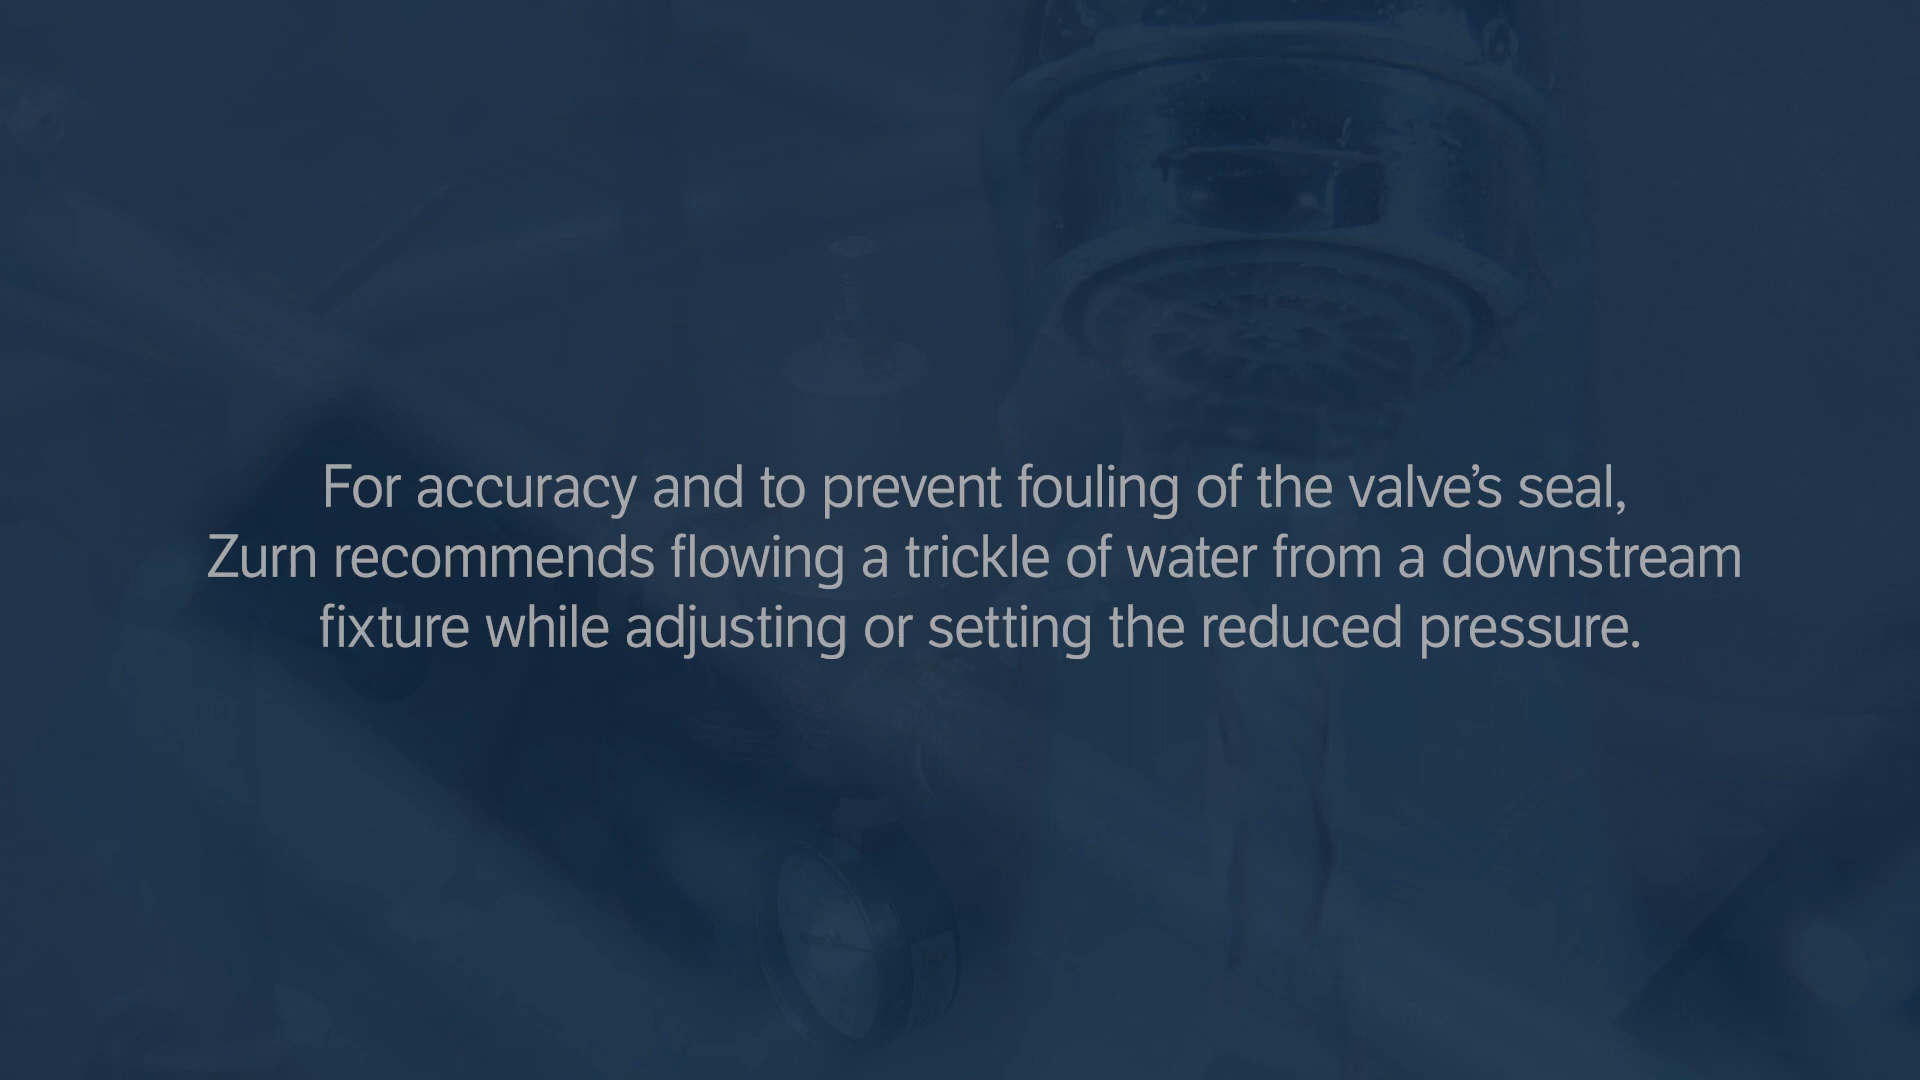 For accuracy and to prevent fouling of the valve’s seal,
Zurn recommends flowing a trickle of water from a downstream
fixture while adjusting or setting the reduced pressure.